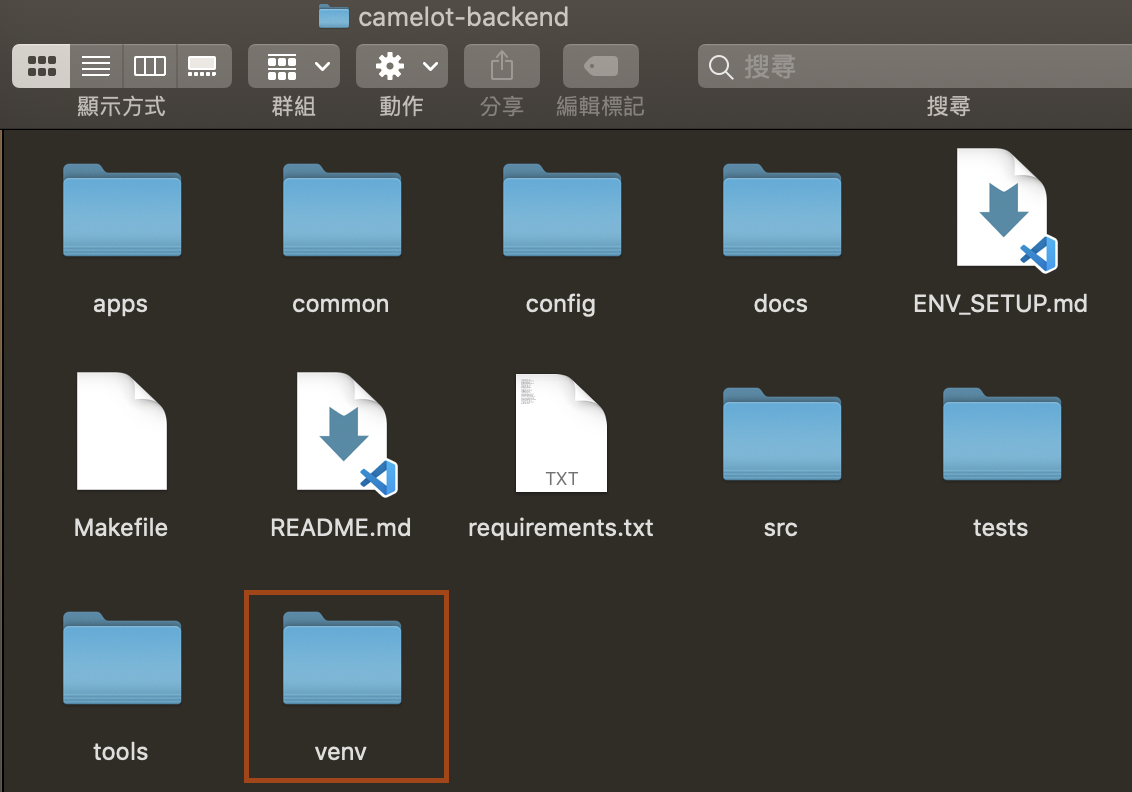 camelot-backend
搜尋
顯示方式
群組
動作
分享
編輯標記
搜尋
apps
common
config
docs
ENV_SETUP.md
Makefile
README.md
TXT
requirements.txt
src
tests
tools
venv